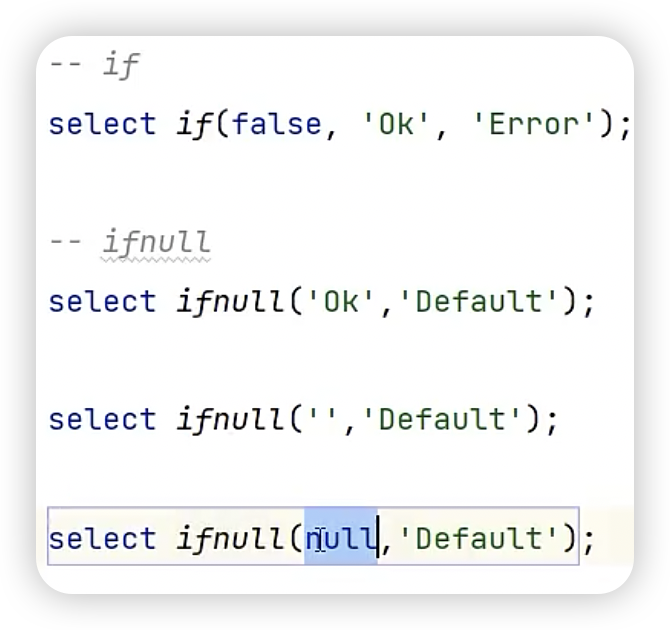 -- if
select if(false, 'Ok', 'Error');
-- ifnull
select ifnull('Ok','Default');
select ifnull('','Default');
select ifnull(null,'Default');